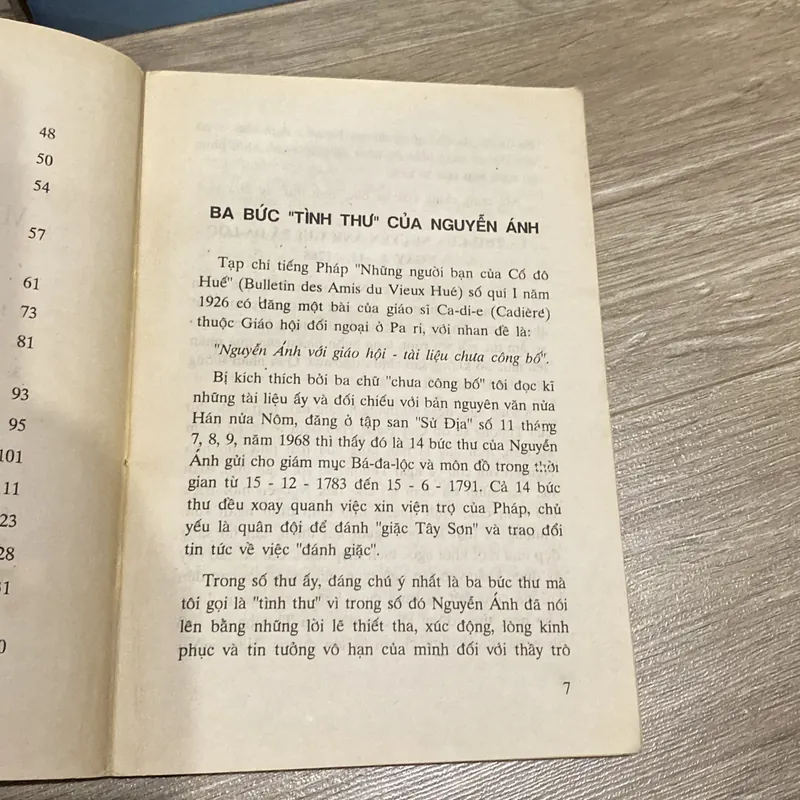 48
50
54
57
61
73
81
93
95
101
11
23
28
31
0
BA BỨC "TÌNH THƯ" CỦA NGUYỄN ÁNH
Tạp chí tiếng Pháp "Những người bạn của Cố đô
Huế" (Bulletin des Amis du Vieux Hué) số quí I năm
1926 có đăng một bài của giáo sĩ Ca-di-e (Cadièré)
thuộc Giáo hội đối ngoại ở Pa ri, với nhan đề là:
"Nguyễn Ánh với giáo hội - tài liệu chưa công bố".
Bị kích thích bởi ba chữ "chưa công bố" tôi đọc kĩ
những tài liệu ấy và đối chiếu với bản nguyên văn nửa
Hán nửa Nôm, đăng ở tập san "Sử Địa" số 11 tháng
7, 8, 9, năm 1968 thì thấy đó là 14 bức thư của Nguyễn
Ánh gửi cho giám mục Bá-đa-lộc và môn đồ trong thời
gian từ 15 - 12 - 1783 đến 15 - 6 - 1791. Cả 14 bức
thư đều xoay quanh việc xin viện trợ của Pháp, chủ
yếu là quân đội để đánh "giặc Tây Sơn" và trao đổi
tin tức về việc "đánh giặc".
Trong số thư ấy, đáng chú ý nhất là ba bức thư mà
tôi gọi là "tình thư" vì trong số đó Nguyễn Ánh đã nói
lên bằng những lời lẽ thiết tha, xúc động, lòng kính
phục và tin tưởng vô hạn của mình đối với thầy trò
7